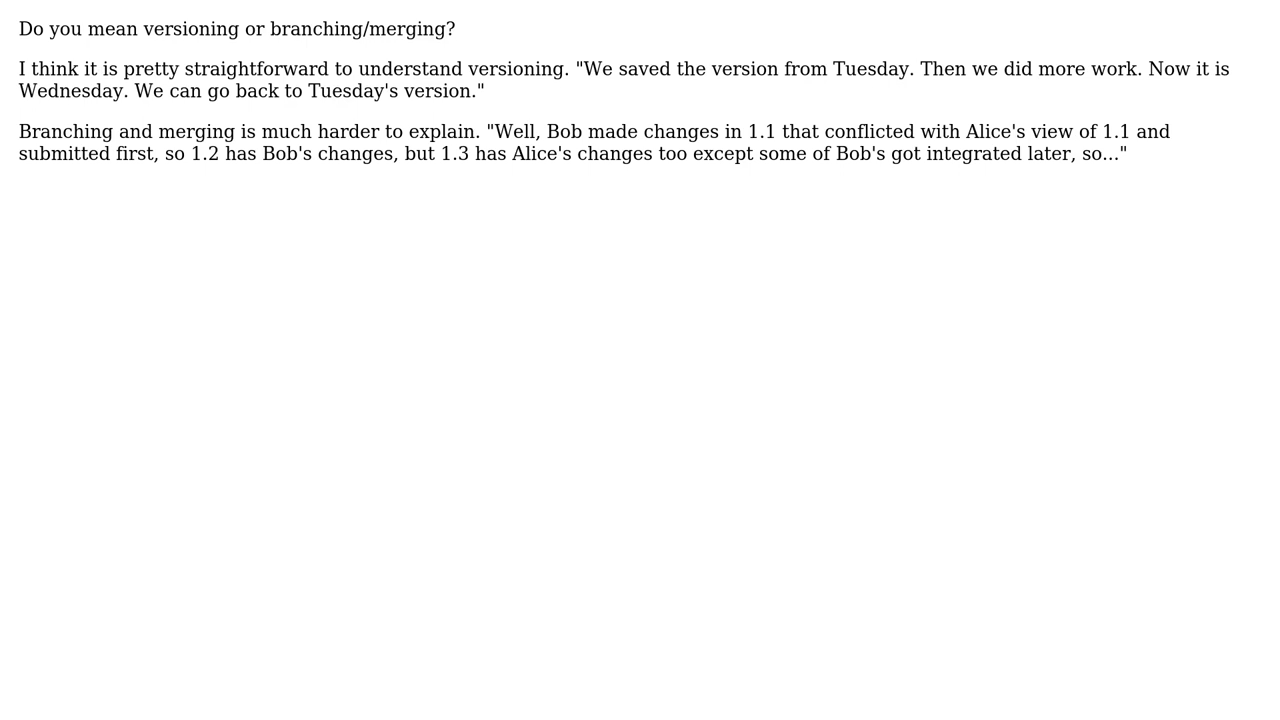 Do you mean versioning or branching/merging?
I think it is pretty straightforward to understand versioning. "We saved the version from Tuesday. Then we did more work. Now it is
Wednesday. We can go back to Tuesday's version."
Branching and merging is much harder to explain. "Well, Bob made changes in 1.1 that conflicted with Alice's view of 1.1 and
submitted first, so 1.2 has Bob's changes, but 1.3 has Alice's changes too except some of Bob's got integrated later, so..."